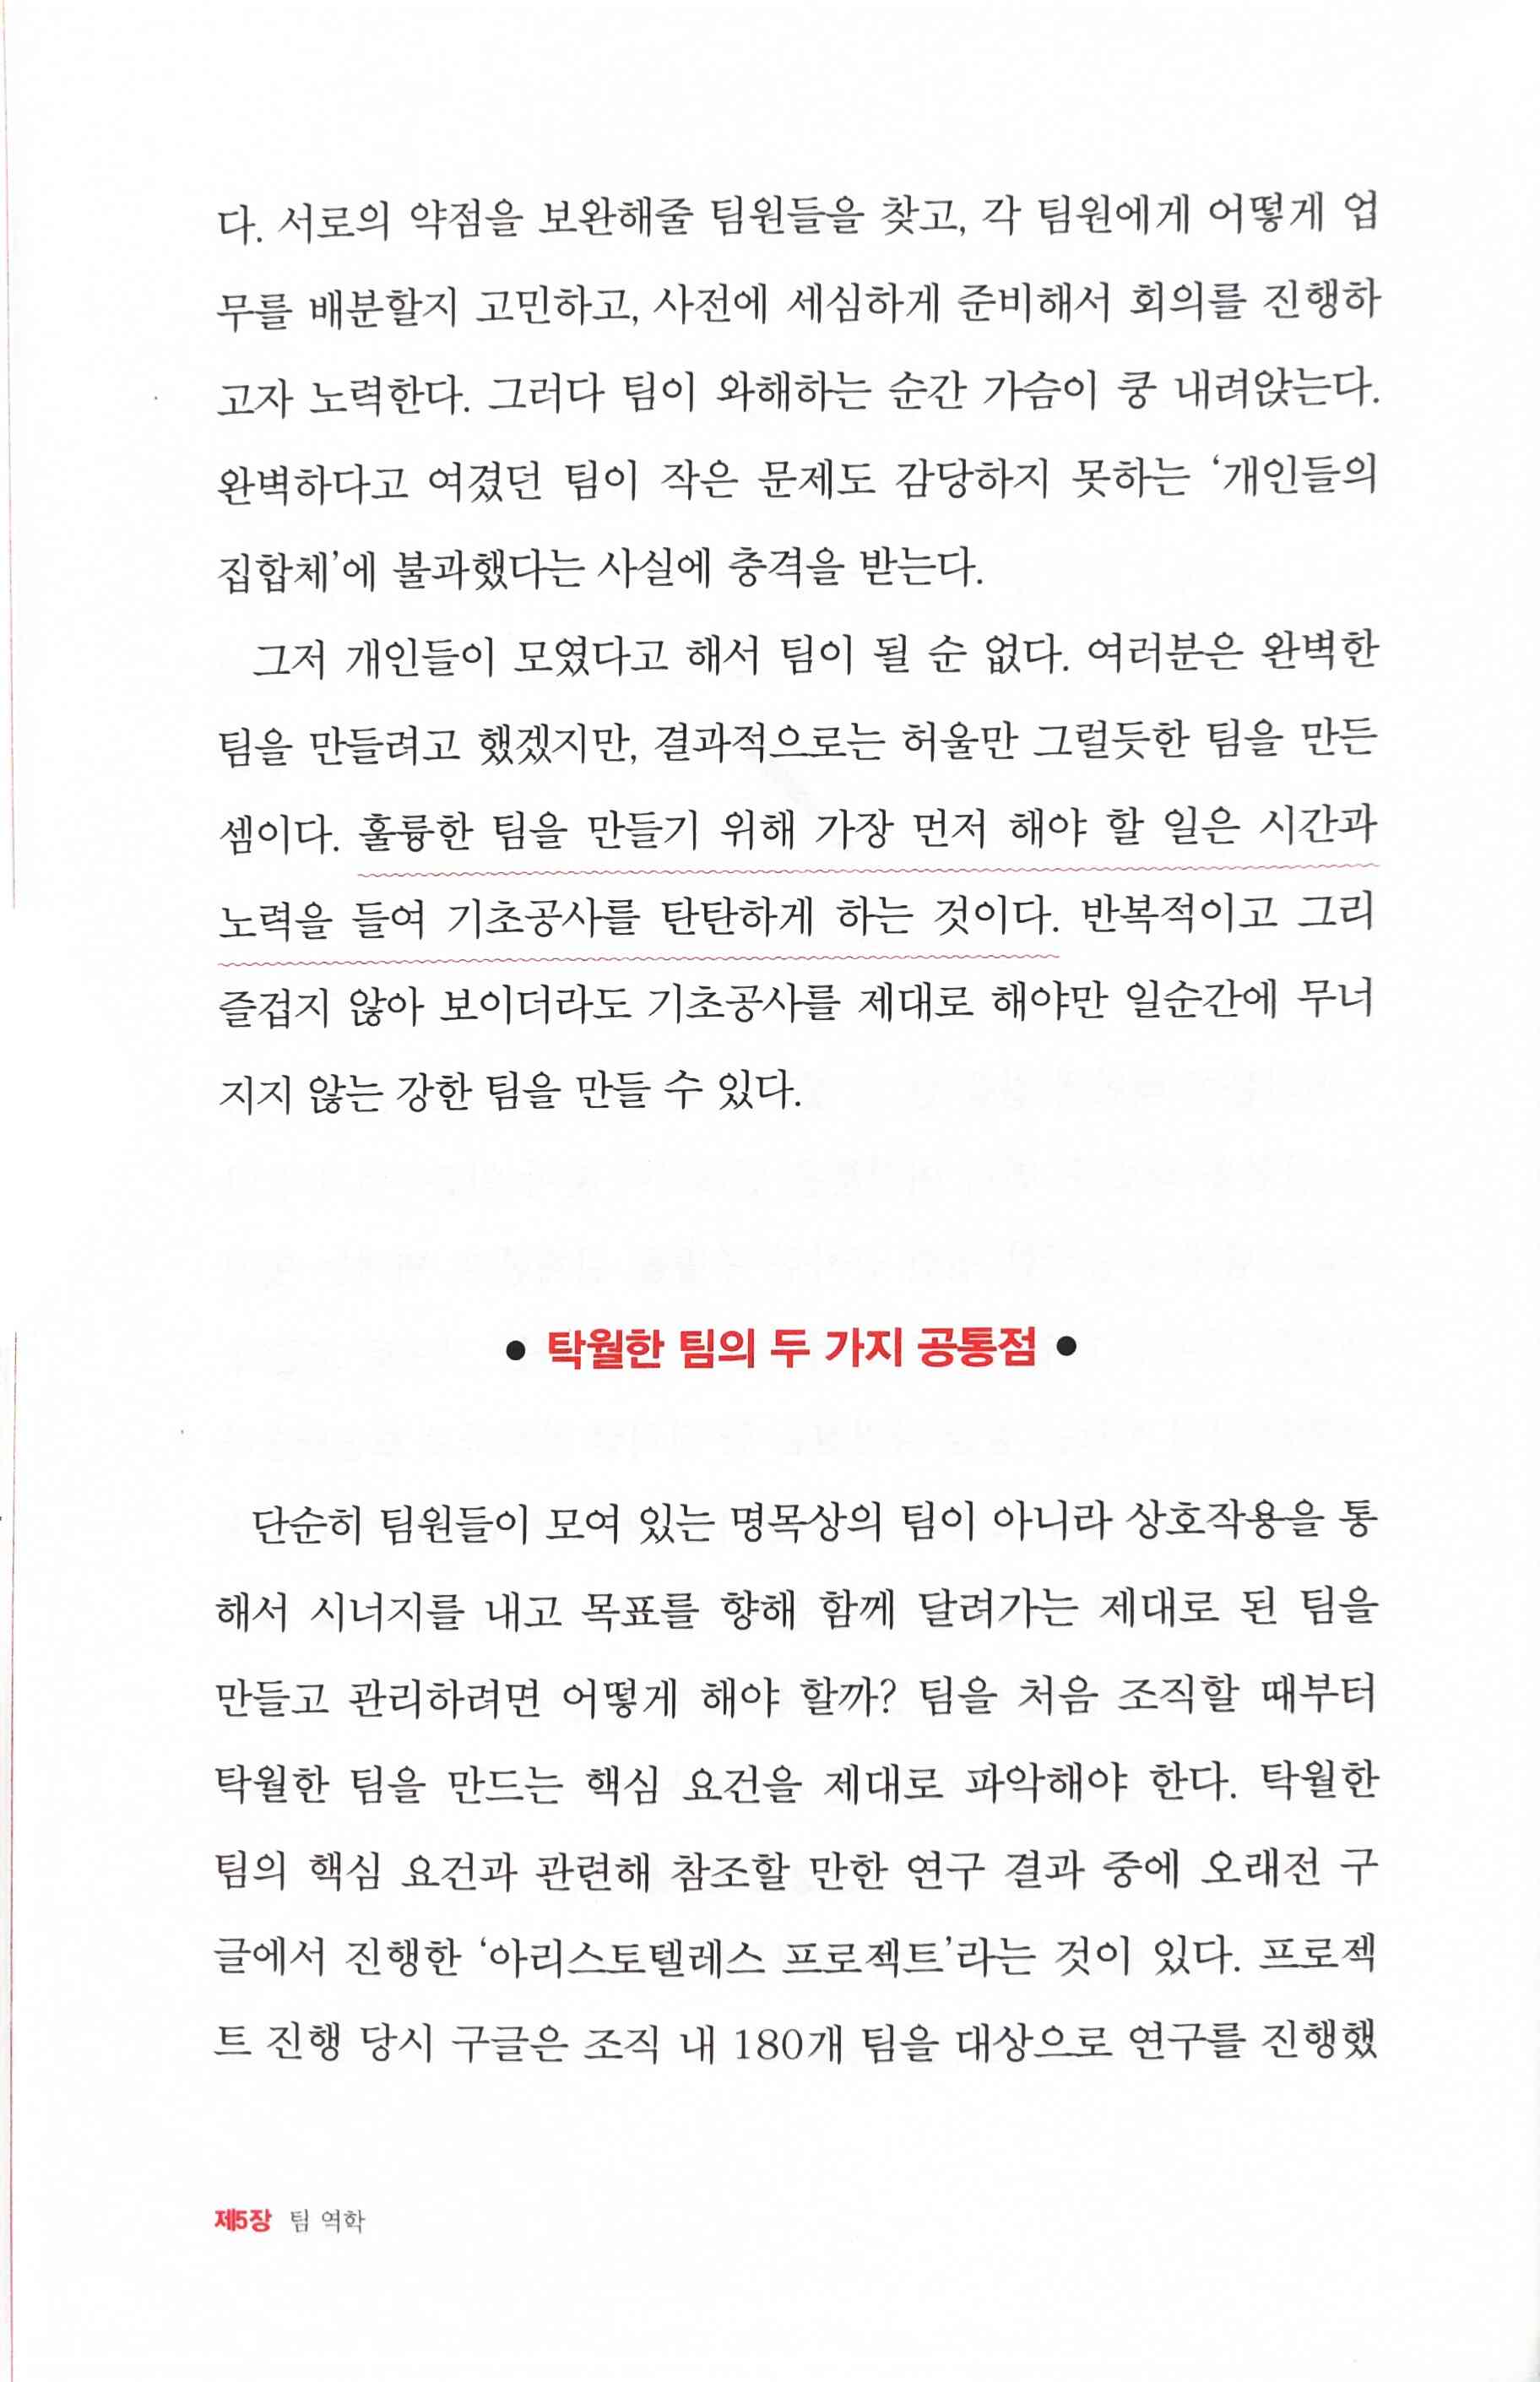 다. 서로의 약점을 보완해줄 팀원들을 찾고, 각 팀원에게 어떻게 업
무를 배분할지 고민하고, 사전에 세심하게 준비해서 회의를 진행하
고자 노력한다. 그러다 팀이 와해하는 순간 가슴이 쿵 내려앉는다.
완벽하다고 여겼던 팀이 작은 문제도 감당하지 못하는 ‘개인들의
집합체’에 불과했다는 사실에 충격을 받는다.
그저 개인들이 모였다고 해서 팀이 될 순 없다. 여러분은 완벽한
팀을 만들려고 했겠지만, 결과적으로는 허울만 그럴듯한 팀을 만든
셈이다. 훌륭한 팀을 만들기 위해 가장 먼저 해야 할 일은 시간과
노력을 들여 기초공사를 탄탄하게 하는 것이다. 반복적이고 그리
즐겁지 않아 보이더라도 기초공사를 제대로 해야만 일순간에 무너
지지 않는 강한 팀을 만들 수 있다.
• 탁월한 팀의 두 가지 공통점 •
단순히 팀원들이 모여 있는 명목상의 팀이 아니라 상호작용을 통
해서 시너지를 내고 목표를 향해 함께 달려가는 제대로 된 팀을
만들고 관리하려면 어떻게 해야 할까? 팀을 처음 조직할 때부터
탁월한 팀을 만드는 핵심 요건을 제대로 파악해야 한다. 탁월한
팀의 핵심 요건과 관련해 참조할 만한 연구 결과 중에 오래전 구
글에서 진행한 ‘아리스토텔레스 프로젝트’라는 것이 있다. 프로젝
트 진행 당시 구글은 조직 내 180개 팀을 대상으로 연구를 진행했
제5장 팀 역학